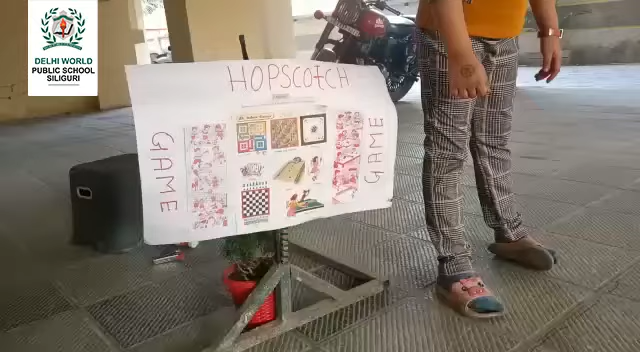 DELHI WORLD
PUBLIC SCHOOL
SILIGURI
HOPSCOTCH
GAME
GAME